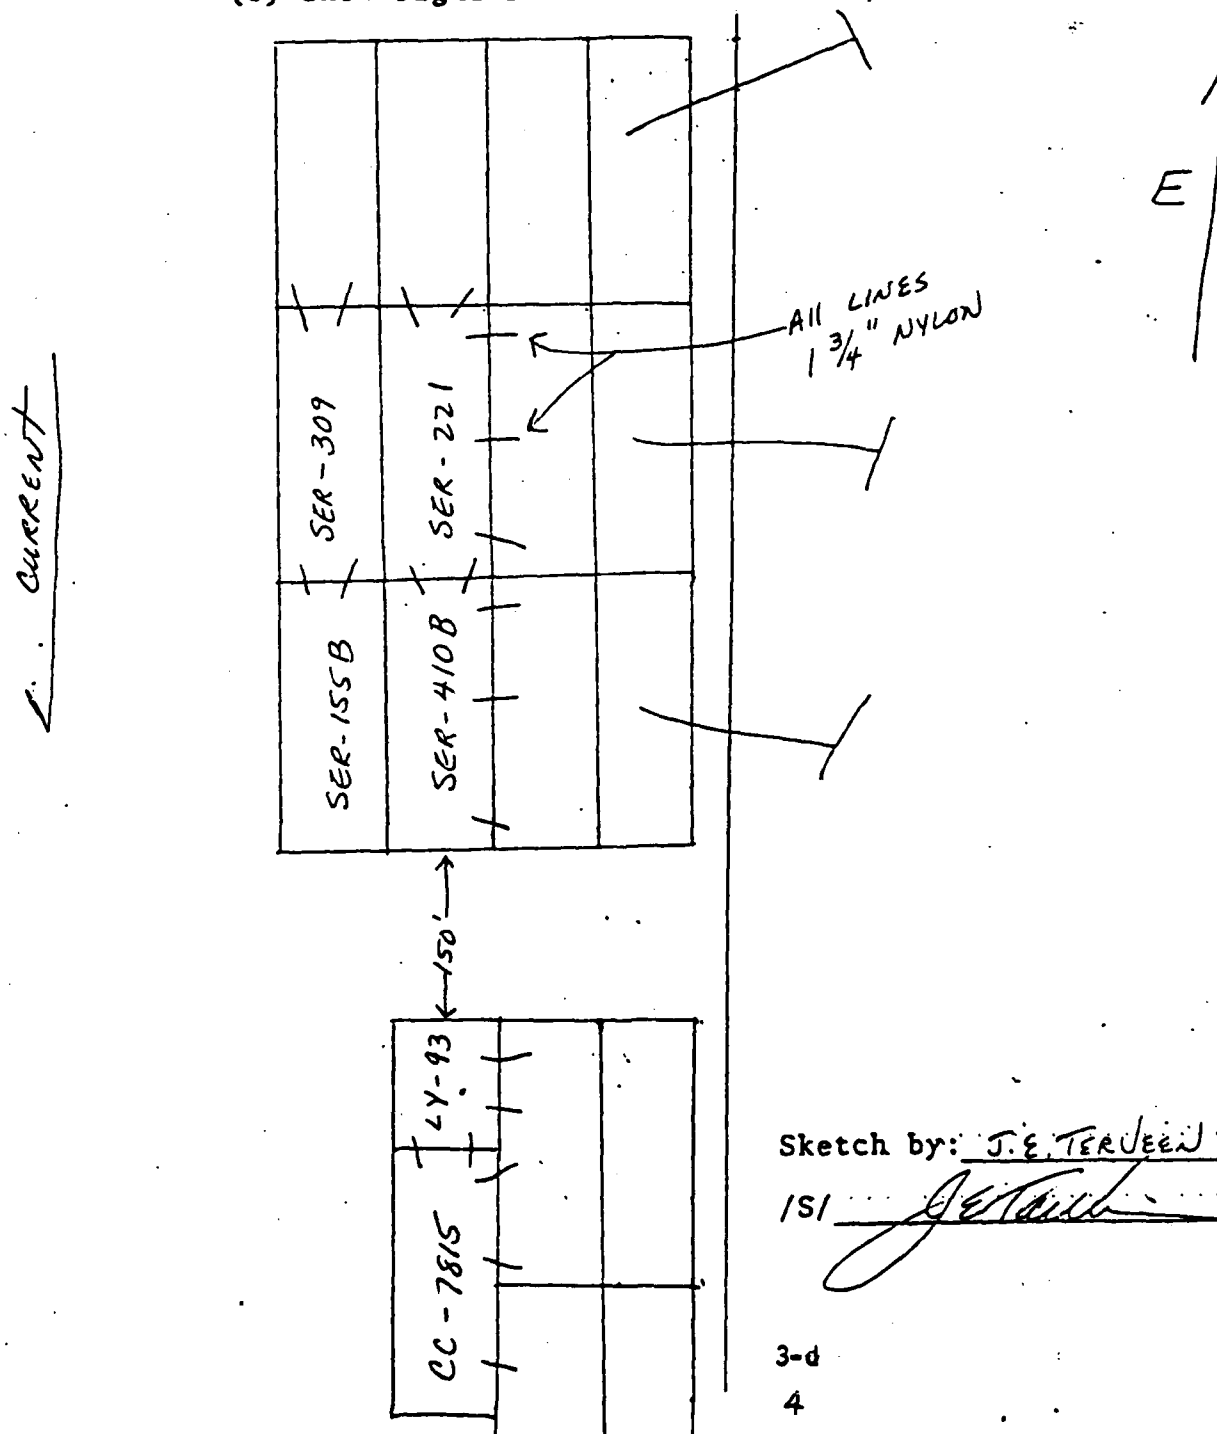 E
All LINES
1 3/4" NYLON
CURRENT
SER-309
SER-221
SER-155B
SER-410B
150'
LY-93
CC-7815
Sketch by: J.E. TERVEEN
/S/
3-d
4